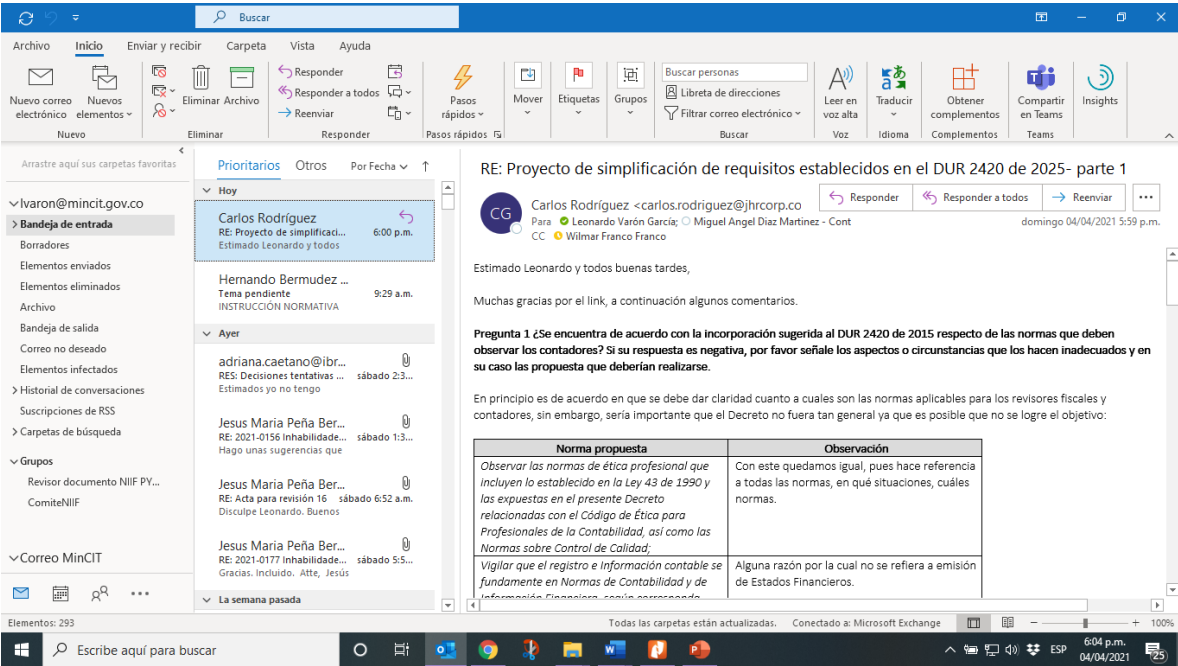 Buscar
Archivo Inicio Enviar y recibir Carpeta Vista Ayuda
Nuevo correo electrónico
Nuevos elementos
Nuevo
Eliminar Archivo
Eliminar
Responder
Responder a todos
Reenviar
Responder
Pasos rápidos
Pasos rápidos
Mover
Etiquetas
Grupos
Buscar personas
Libreta de direcciones
Filtrar correo electrónico
Buscar
Leer en voz alta
Voz
Traducir
Idioma
Obtener complementos
Complementos
Compartir en Teams
Teams
Insights
Arrastre aquí sus carpetas favoritas
lvaron@mincit.gov.co
Bandeja de entrada
Borradores
Elementos enviados
Elementos eliminados
Archivo
Bandeja de salida
Correo no deseado
Elementos infectados
Historial de conversaciones
Suscripciones de RSS
Carpetas de búsqueda
Grupos
Revisor documento NIIF PY...
ComiteNIIF
Correo MinCIT
Prioritarios Otros Por Fecha
Hoy
Carlos Rodríguez
RE: Proyecto de simplificaci... 6:00 p.m.
Estimado Leonardo y todos
Hernando Bermudez ...
Tema pendiente 9:29 a.m.
INSTRUCCIÓN NORMATIVA
Ayer
adriana.caetano@ibr...
RES: Decisiones tentativas ... sábado 2:3...
Estimados yo no tengo
Jesus Maria Peña Ber...
RE: 2021-0156 Inhabilidade... sábado 1:3...
Hago unas sugerencias que
Jesus Maria Peña Ber...
RE: Acta para revisión 16 sábado 6:52 a.m.
Disculpe Leonardo. Buenos
Jesus Maria Peña Ber...
RE: 2021-0177 Inhabilidade... sábado 5:5...
Gracias. Incluido. Atte, Jesús
La semana pasada
RE: Proyecto de simplificación de requisitos establecidos en el DUR 2420 de 2025- parte 1
CG
Carlos Rodríguez <carlos.rodriguez@jhrcorp.co
Responder Responder a todos Reenviar
Para Leonardo Varón García; Miguel Angel Diaz Martinez - Cont
domingo 04/04/2021 5:59 p.m.
CC Wilmar Franco Franco
Estimado Leonardo y todos buenas tardes,
Muchas gracias por el link, a continuación algunos comentarios.
Pregunta 1 ¿Se encuentra de acuerdo con la incorporación sugerida al DUR 2420 de 2015 respecto de las normas que deben
observar los contadores? Si su respuesta es negativa, por favor señale los aspectos o circunstancias que los hacen inadecuados y en
su caso las propuesta que deberían realizarse.
En principio es de acuerdo en que se debe dar claridad cuanto a cuales son las normas aplicables para los revisores fiscales y
contadores, sin embargo, sería importante que el Decreto no fuera tan general ya que es posible que no se logre el objetivo:
Norma propuesta Observación
Observar las normas de ética profesional que
incluyen lo establecido en la Ley 43 de 1990 y
las expuestas en el presente Decreto
relacionadas con el Código de Ética para
Profesionales de la Contabilidad, así como las
Normas sobre Control de Calidad;
Con este quedamos igual, pues hace referencia
a todas las normas, en qué situaciones, cuáles
normas.
Vigilar que el registro e Información contable se
fundamente en Normas de Contabilidad y de
Información Financiera, según corresponda
Alguna razón por la cual no se refiera a emisión
de Estados Financieros.
Elementos: 293
Todas las carpetas están actualizadas. Conectado a: Microsoft Exchange
100%
Escribe aquí para buscar
ESP
6:04 p.m.
04/04/2021
25